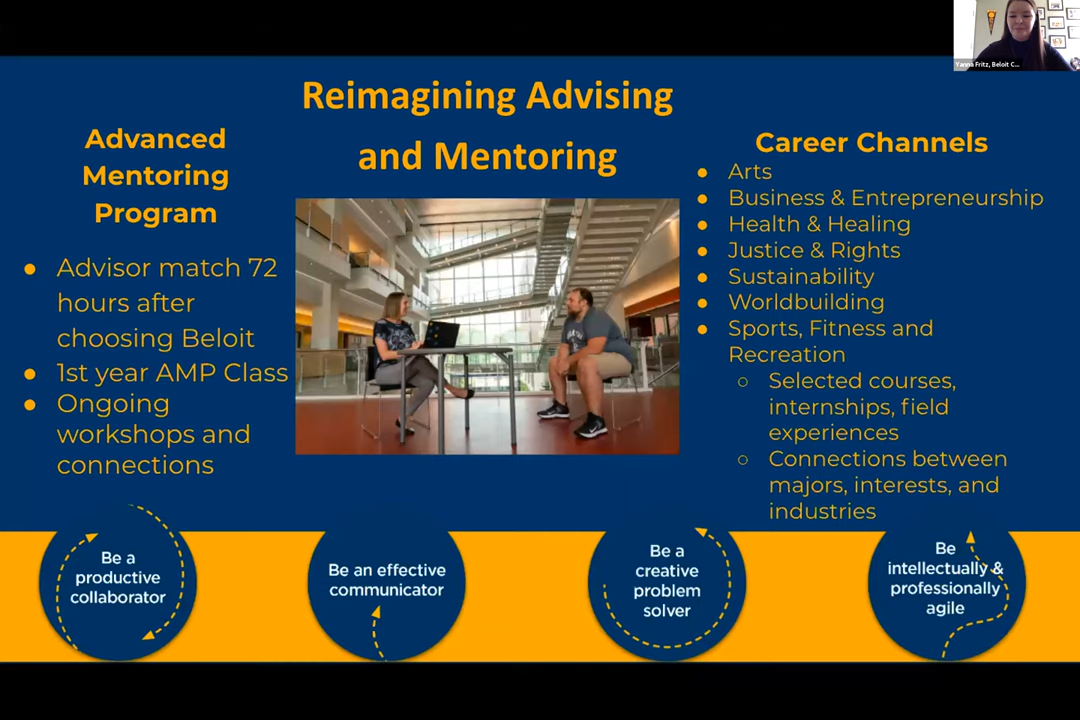 Yanna Fritz, Beloit C...
Reimagining Advising
and Mentoring
Advanced
Mentoring
Program
● Advisor match 72
hours after
choosing Beloit
● 1st year AMP Class
● Ongoing
workshops and
connections
Career Channels
● Arts
● Business & Entrepreneurship
● Health & Healing
● Justice & Rights
● Sustainability
● Worldbuilding
● Sports, Fitness and
Recreation
○ Selected courses,
internships, field
experiences
○ Connections between
majors, interests, and
industries
Be a
productive
collaborator
Be an effective
communicator
Be a
creative
problem
solver
Be
intellectually &
professionally
agile